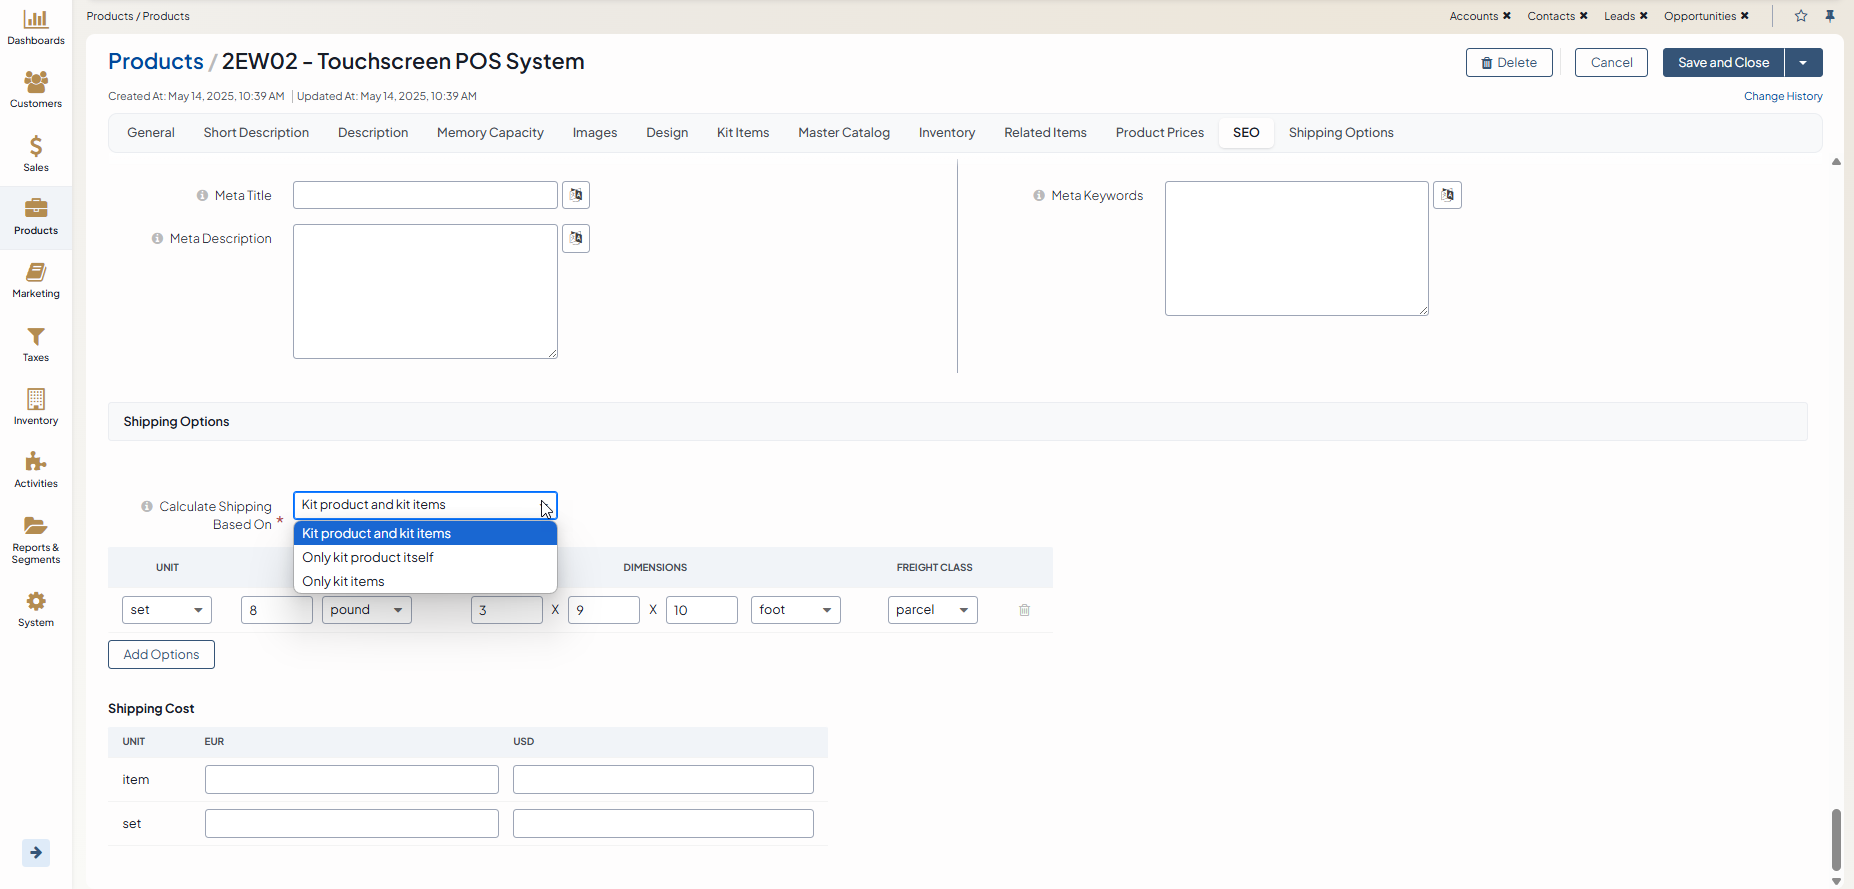 Dashboards
Customers
Sales
Products
Marketing
Taxes
Inventory
Activities
Reports &
Segments
System
Products / Products
Accounts ✖ Contacts ✖ Leads ✖ Opportunities ✖
Products / 2EW02 - Touchscreen POS System
Delete Cancel Save and Close
Created At: May 14, 2025, 10:39 AM | Updated At: May 14, 2025, 10:39 AM
Change History
General Short Description Description Memory Capacity Images Design Kit Items Master Catalog Inventory Related Items Product Prices SEO Shipping Options
Meta Title
Meta Keywords
Meta Description
Shipping Options
Calculate Shipping
Based On *
Kit product and kit items
Kit product and kit items
Only kit product itself
Only kit items
UNIT DIMENSIONS FREIGHT CLASS
set 8 pound 3 X 9 X 10 foot parcel
Add Options
Shipping Cost
UNIT EUR USD
item
set